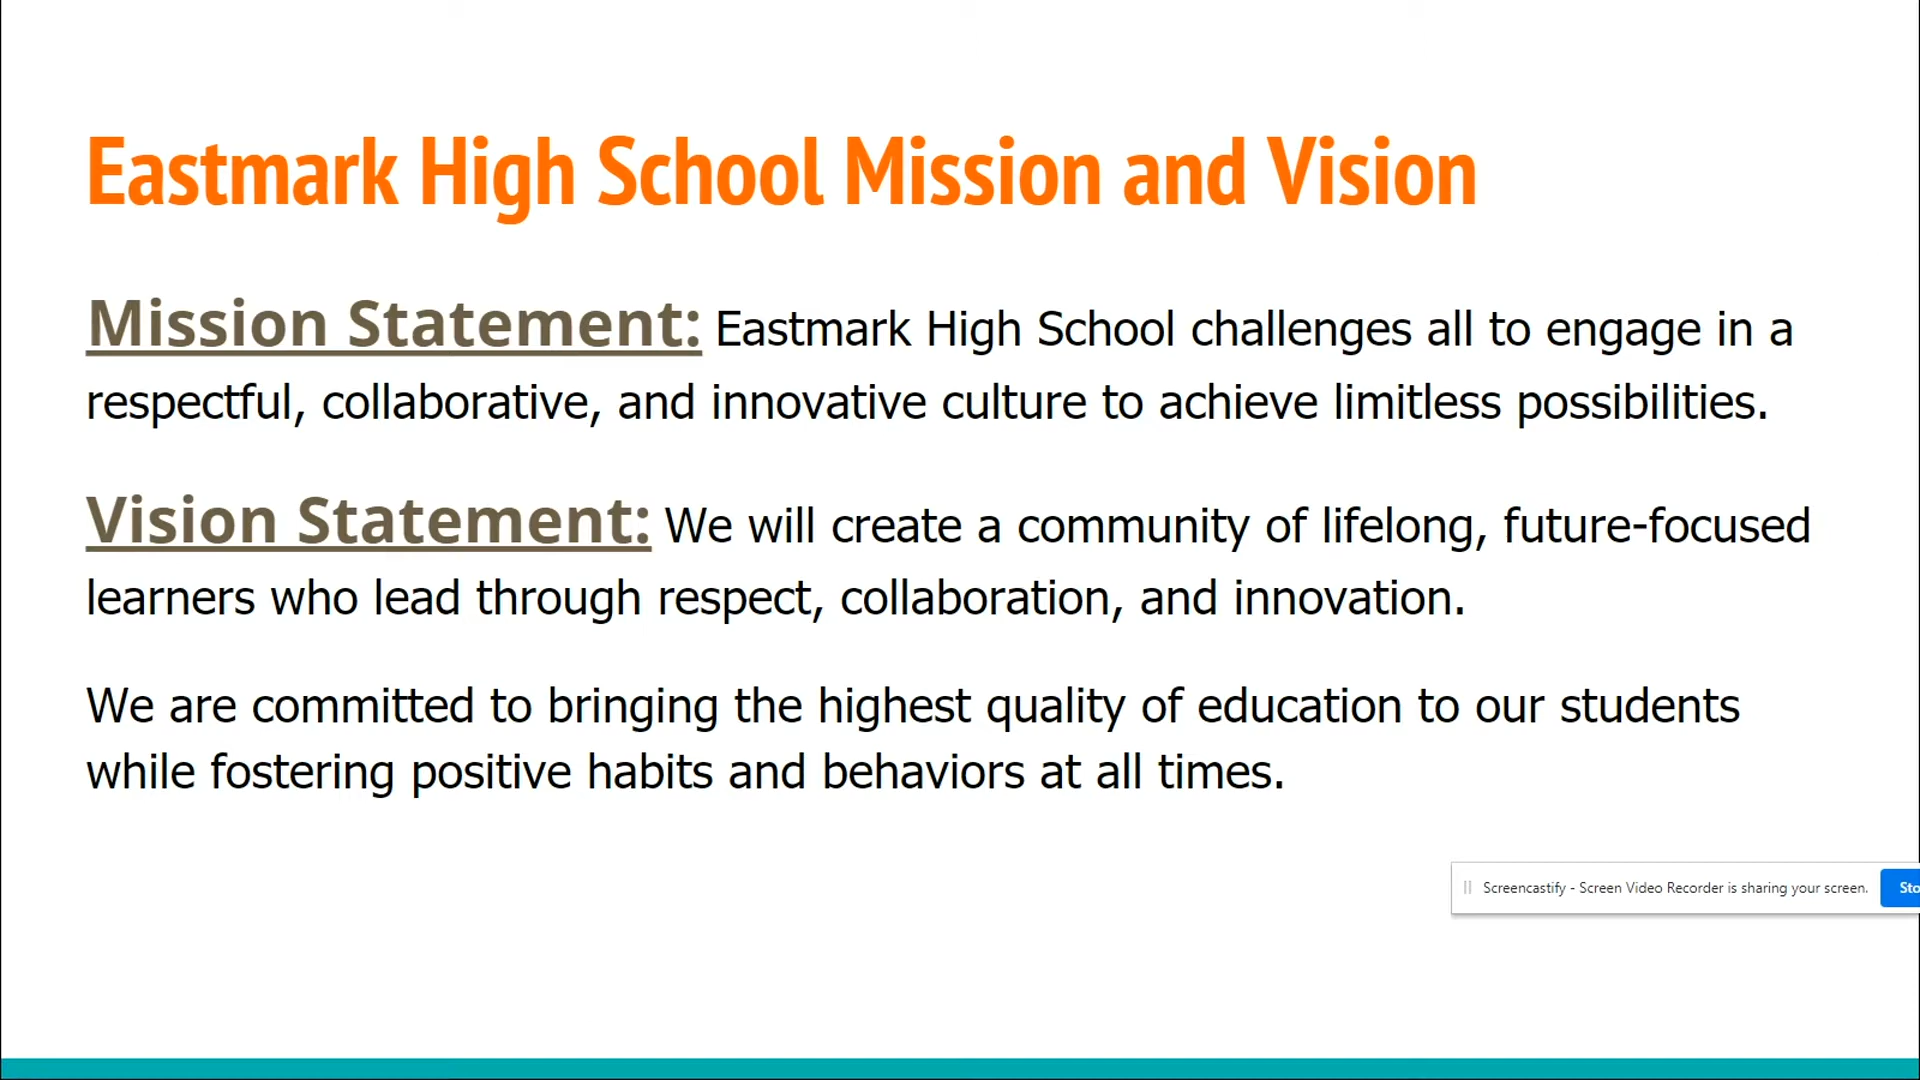 Eastmark High School Mission and Vision
Mission Statement: Eastmark High School challenges all to engage in a
respectful, collaborative, and innovative culture to achieve limitless possibilities.
Vision Statement: We will create a community of lifelong, future-focused
learners who lead through respect, collaboration, and innovation.
We are committed to bringing the highest quality of education to our students
while fostering positive habits and behaviors at all times.
Screencastify - Screen Video Recorder is sharing your screen.